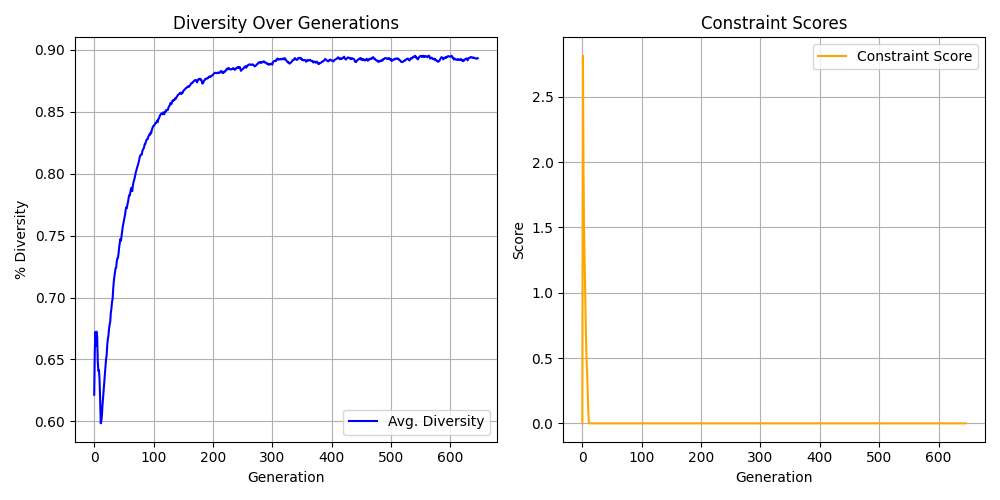 Diversity Over Generations
% Diversity
0.90
0.85
0.80
0.75
0.70
0.65
0.60
0 100 200 300 400 500 600
Generation
Avg. Diversity
Constraint Scores
Score
2.5
2.0
1.5
1.0
0.5
0.0
0 100 200 300 400 500 600
Generation
Constraint Score